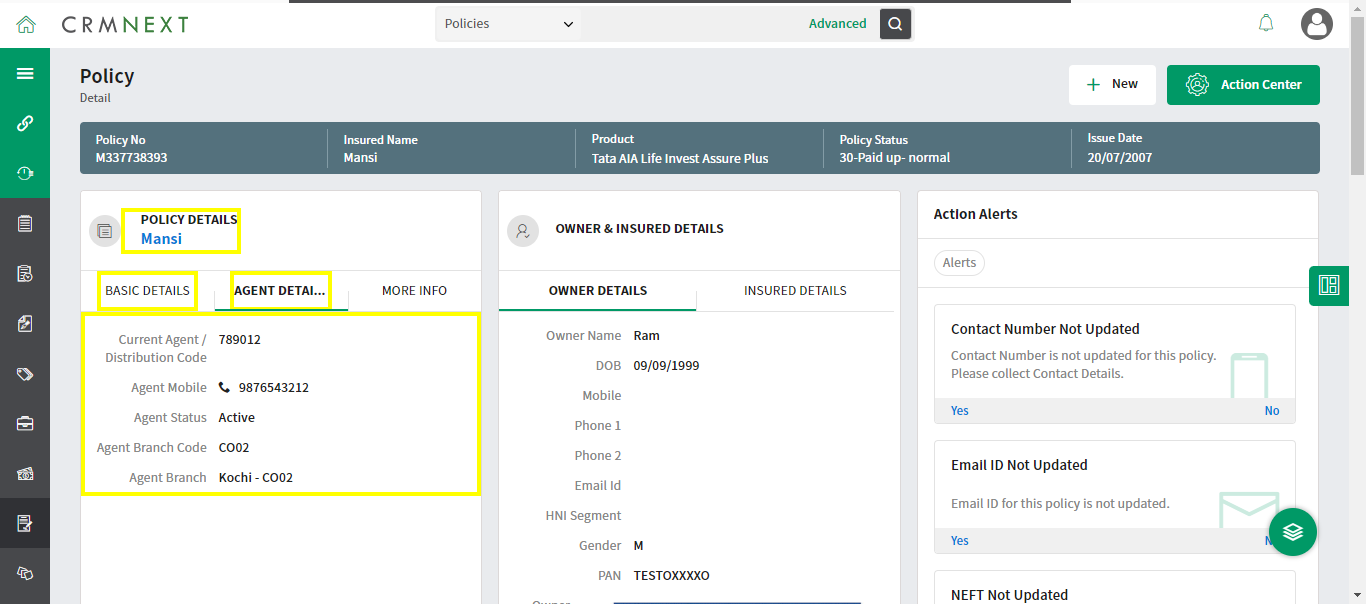 CRMNEXT
Policies
Advanced
Policy
Detail
New
Action Center
Policy No
M337738393
Insured Name
Mansi
Product
Tata AIA Life Invest Assure Plus
Policy Status
30-Paid up- normal
Issue Date
20/07/2007
POLICY DETAILS
Mansi
BASIC DETAILS
AGENT DETAI...
MORE INFO
Current Agent / 789012
Distribution Code
Agent Mobile 9876543212
Agent Status Active
Agent Branch Code CO02
Agent Branch Kochi - CO02
OWNER & INSURED DETAILS
OWNER DETAILS
INSURED DETAILS
Owner Name Ram
DOB 09/09/1999
Mobile
Phone 1
Phone 2
Email Id
HNI Segment
Gender M
PAN TESTOXXXXO
Owner
Action Alerts
Alerts
Contact Number Not Updated
Contact Number is not updated for this policy.
Please collect Contact Details.
Yes No
Email ID Not Updated
Email ID for this policy is not updated.
Yes
NEFT Not Updated